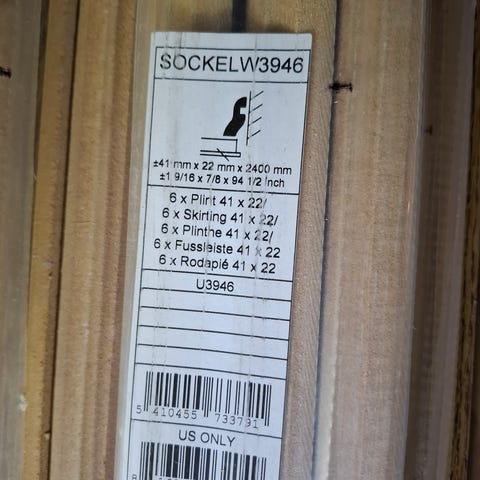 SOCKELW3946
±41 mm x 22 mm x 2400 mm
±1 9/16 x 7/8 x 94 1/2 inch
6 x Plint 41 x 22/
6 x Skirting 41 x 22/
6 x Plinthe 41 x 22/
6 x Fussleiste 41 x 22
6 x Rodapié 41 x 22
U3946
5 410455 733791
US ONLY